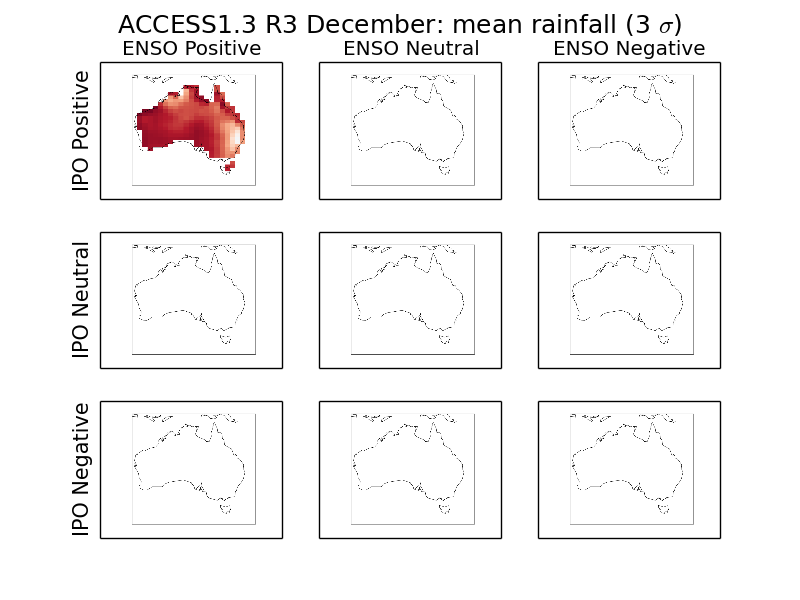 ACCESS1.3 R3 December: mean rainfall (3 σ)
ENSO Positive ENSO Neutral ENSO Negative
IPO Positive
IPO Neutral
IPO Negative